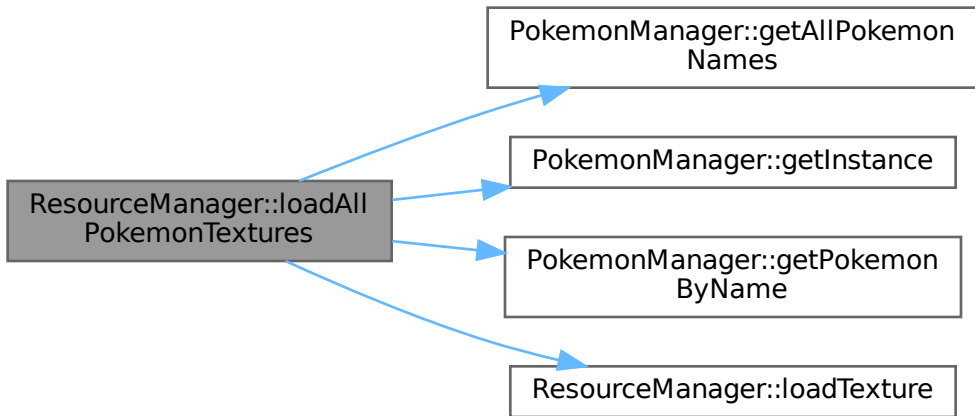 ResourceManager::loadAll
PokemonTextures
PokemonManager::getAllPokemon
Names
PokemonManager::getInstance
PokemonManager::getPokemon
ByName
ResourceManager::loadTexture